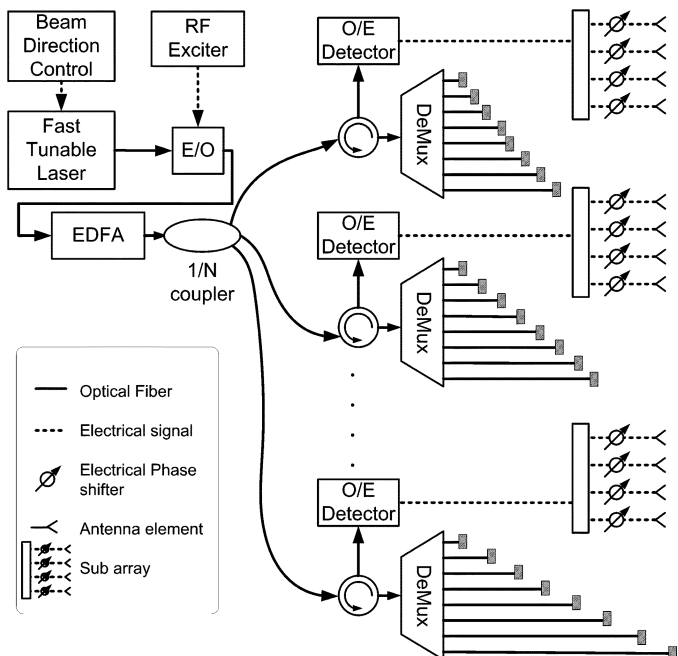 Beam
Direction
Control
RF
Exciter
Fast
Tunable
Laser
E/O
EDFA
1/N
coupler
O/E
Detector
DeMux
O/E
Detector
DeMux
O/E
Detector
DeMux
Optical Fiber
Electrical signal
Electrical Phase
shifter
Antenna element
Sub array